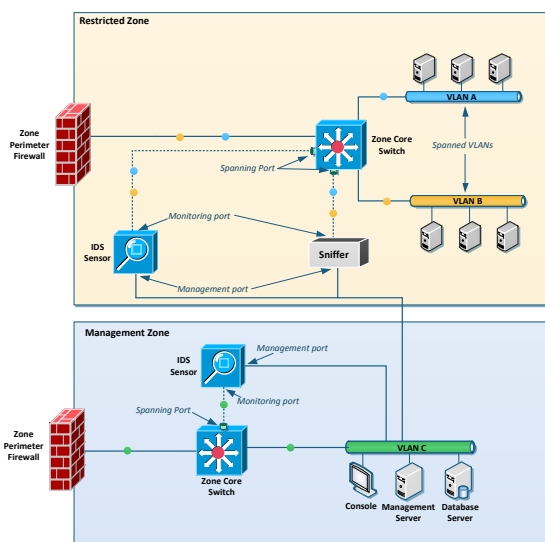 Restricted Zone
VLAN A
Zone
Perimeter
Firewall
Zone Core
Switch
Spanned VLANs
Spanning Port
VLAN B
Monitoring port
IDS
Sensor
Sniffer
Management port
Management Zone
Management port
IDS
Sensor
Monitoring port
Spanning Port
Zone
Perimeter
Firewall
VLAN C
Zone Core
Switch
Console
Management
Server
Database
Server